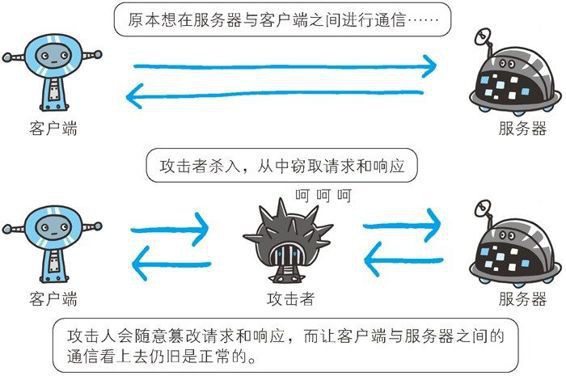 原本想在服务器与客户端之间进行通信······
客户端
服务器
攻击者杀入，从中窃取请求和响应
呵 呵 呵
客户端
攻击者
服务器
攻击人会随意篡改请求和响应，而让客户端与服务器之间的
通信看上去仍旧是正常的。